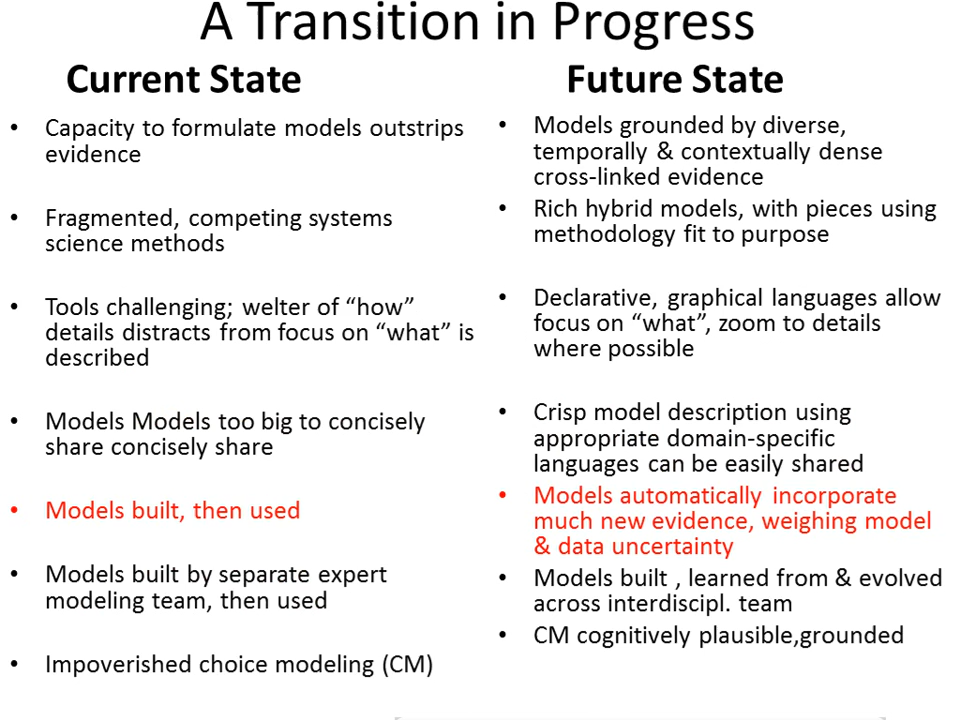 A Transition in Progress
Current State
• Capacity to formulate models outstrips
evidence
• Fragmented, competing systems
science methods
• Tools challenging; welter of “how”
details distracts from focus on “what” is
described
• Models Models too big to concisely
share concisely share
• Models built, then used
• Models built by separate expert
modeling team, then used
• Impoverished choice modeling (CM)
Future State
• Models grounded by diverse,
temporally & contextually dense
cross-linked evidence
• Rich hybrid models, with pieces using
methodology fit to purpose
• Declarative, graphical languages allow
focus on “what”, zoom to details
where possible
• Crisp model description using
appropriate domain-specific
languages can be easily shared
• Models automatically incorporate
much new evidence, weighing model
& data uncertainty
• Models built , learned from & evolved
across interdiscipl. team
• CM cognitively plausible,grounded